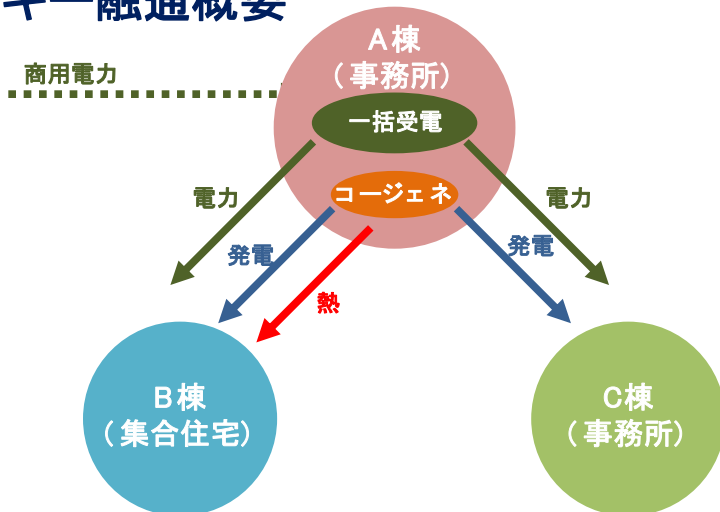 ギー融通概要
商用電力
A棟
（事務所）
一括受電
コージェネ
電力
電力
発電
発電
熱
B棟
（集合住宅）
C棟
（事務所）